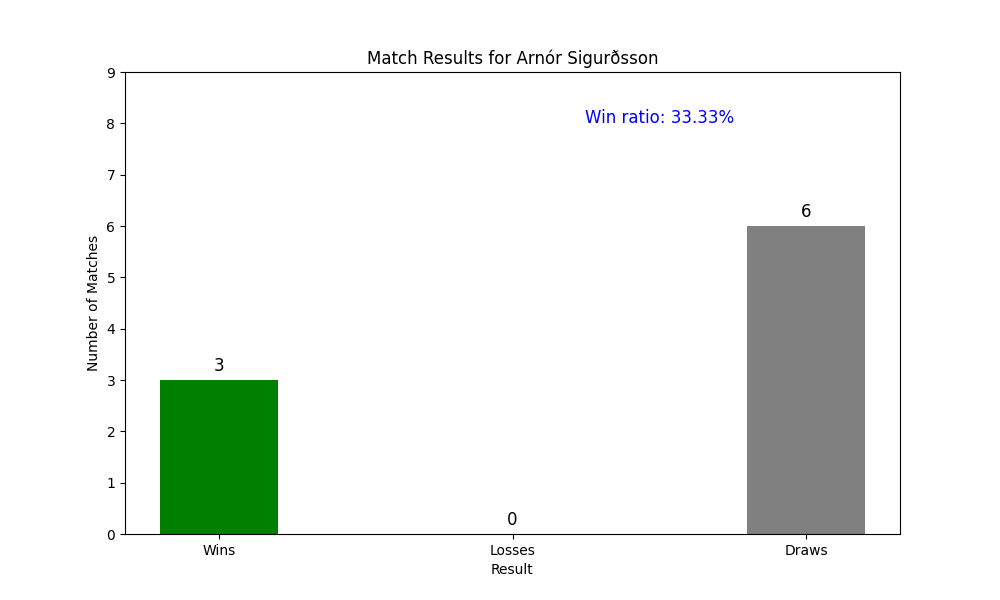 Match Results for Arnór Sigurðsson
Win ratio: 33.33%
Number of Matches
9
8
7
6
5
4
3
2
1
0
3
0
6
Wins
Losses
Draws
Result